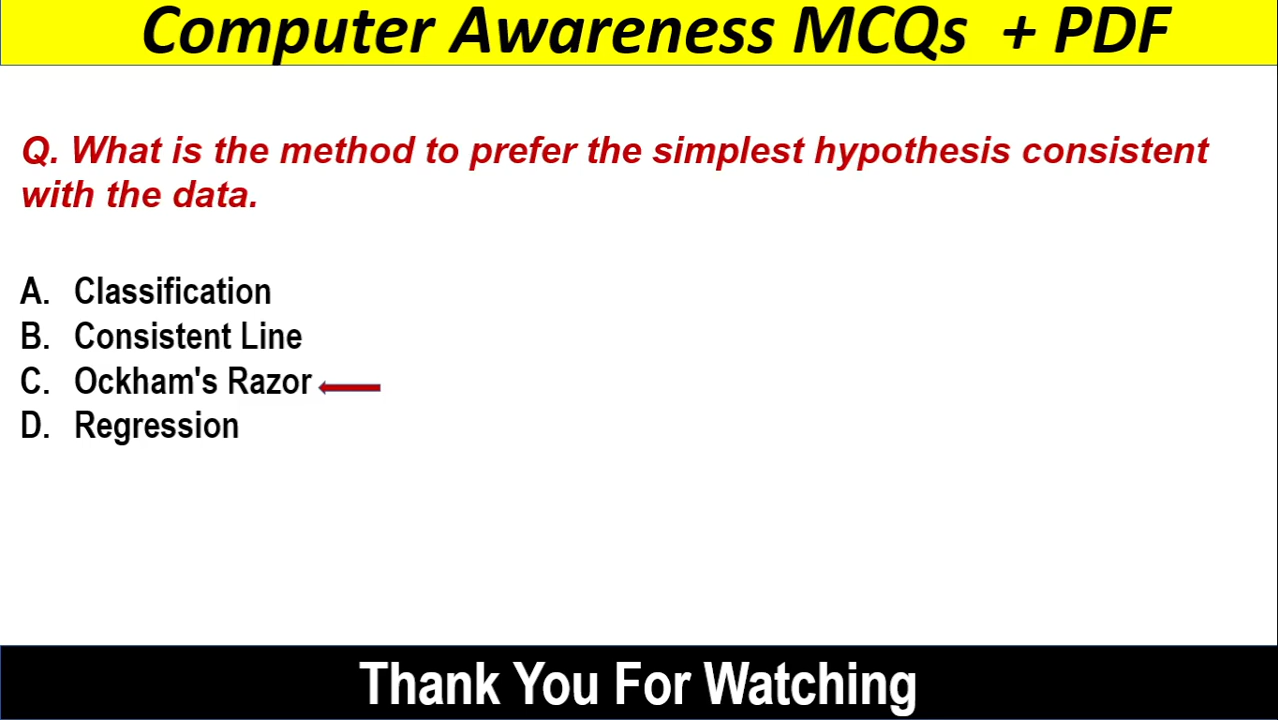 Computer Awareness MCQs + PDF
Q. What is the method to prefer the simplest hypothesis consistent
with the data.
A. Classification
B. Consistent Line
C. Ockham's Razor
D. Regression
Thank You For Watching